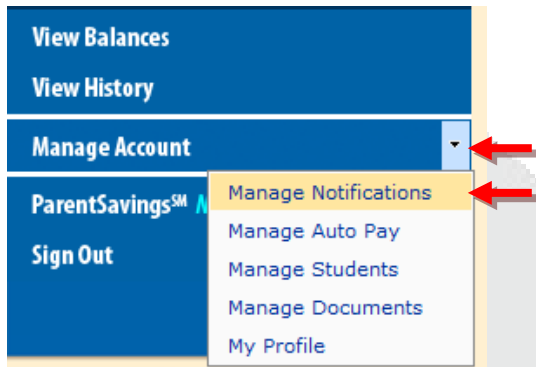 View Balances
View History
Manage Account
ParentSavings℠
Sign Out
Manage Notifications
Manage Auto Pay
Manage Students
Manage Documents
My Profile